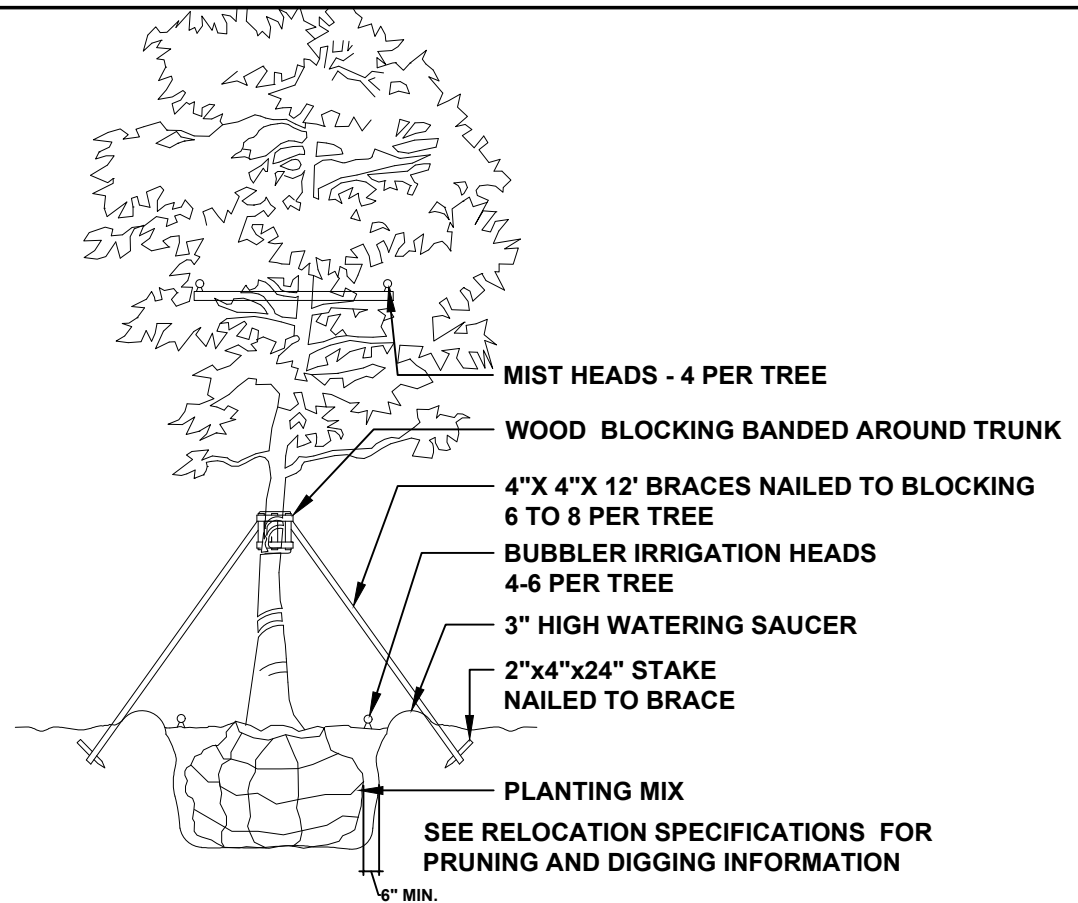 MIST HEADS - 4 PER TREE
WOOD BLOCKING BANDED AROUND TRUNK
4"X 4"X 12' BRACES NAILED TO BLOCKING
6 TO 8 PER TREE
BUBBLER IRRIGATION HEADS
4-6 PER TREE
3" HIGH WATERING SAUCER
2"x4"x24" STAKE
NAILED TO BRACE
PLANTING MIX
SEE RELOCATION SPECIFICATIONS FOR
PRUNING AND DIGGING INFORMATION
6" MIN.